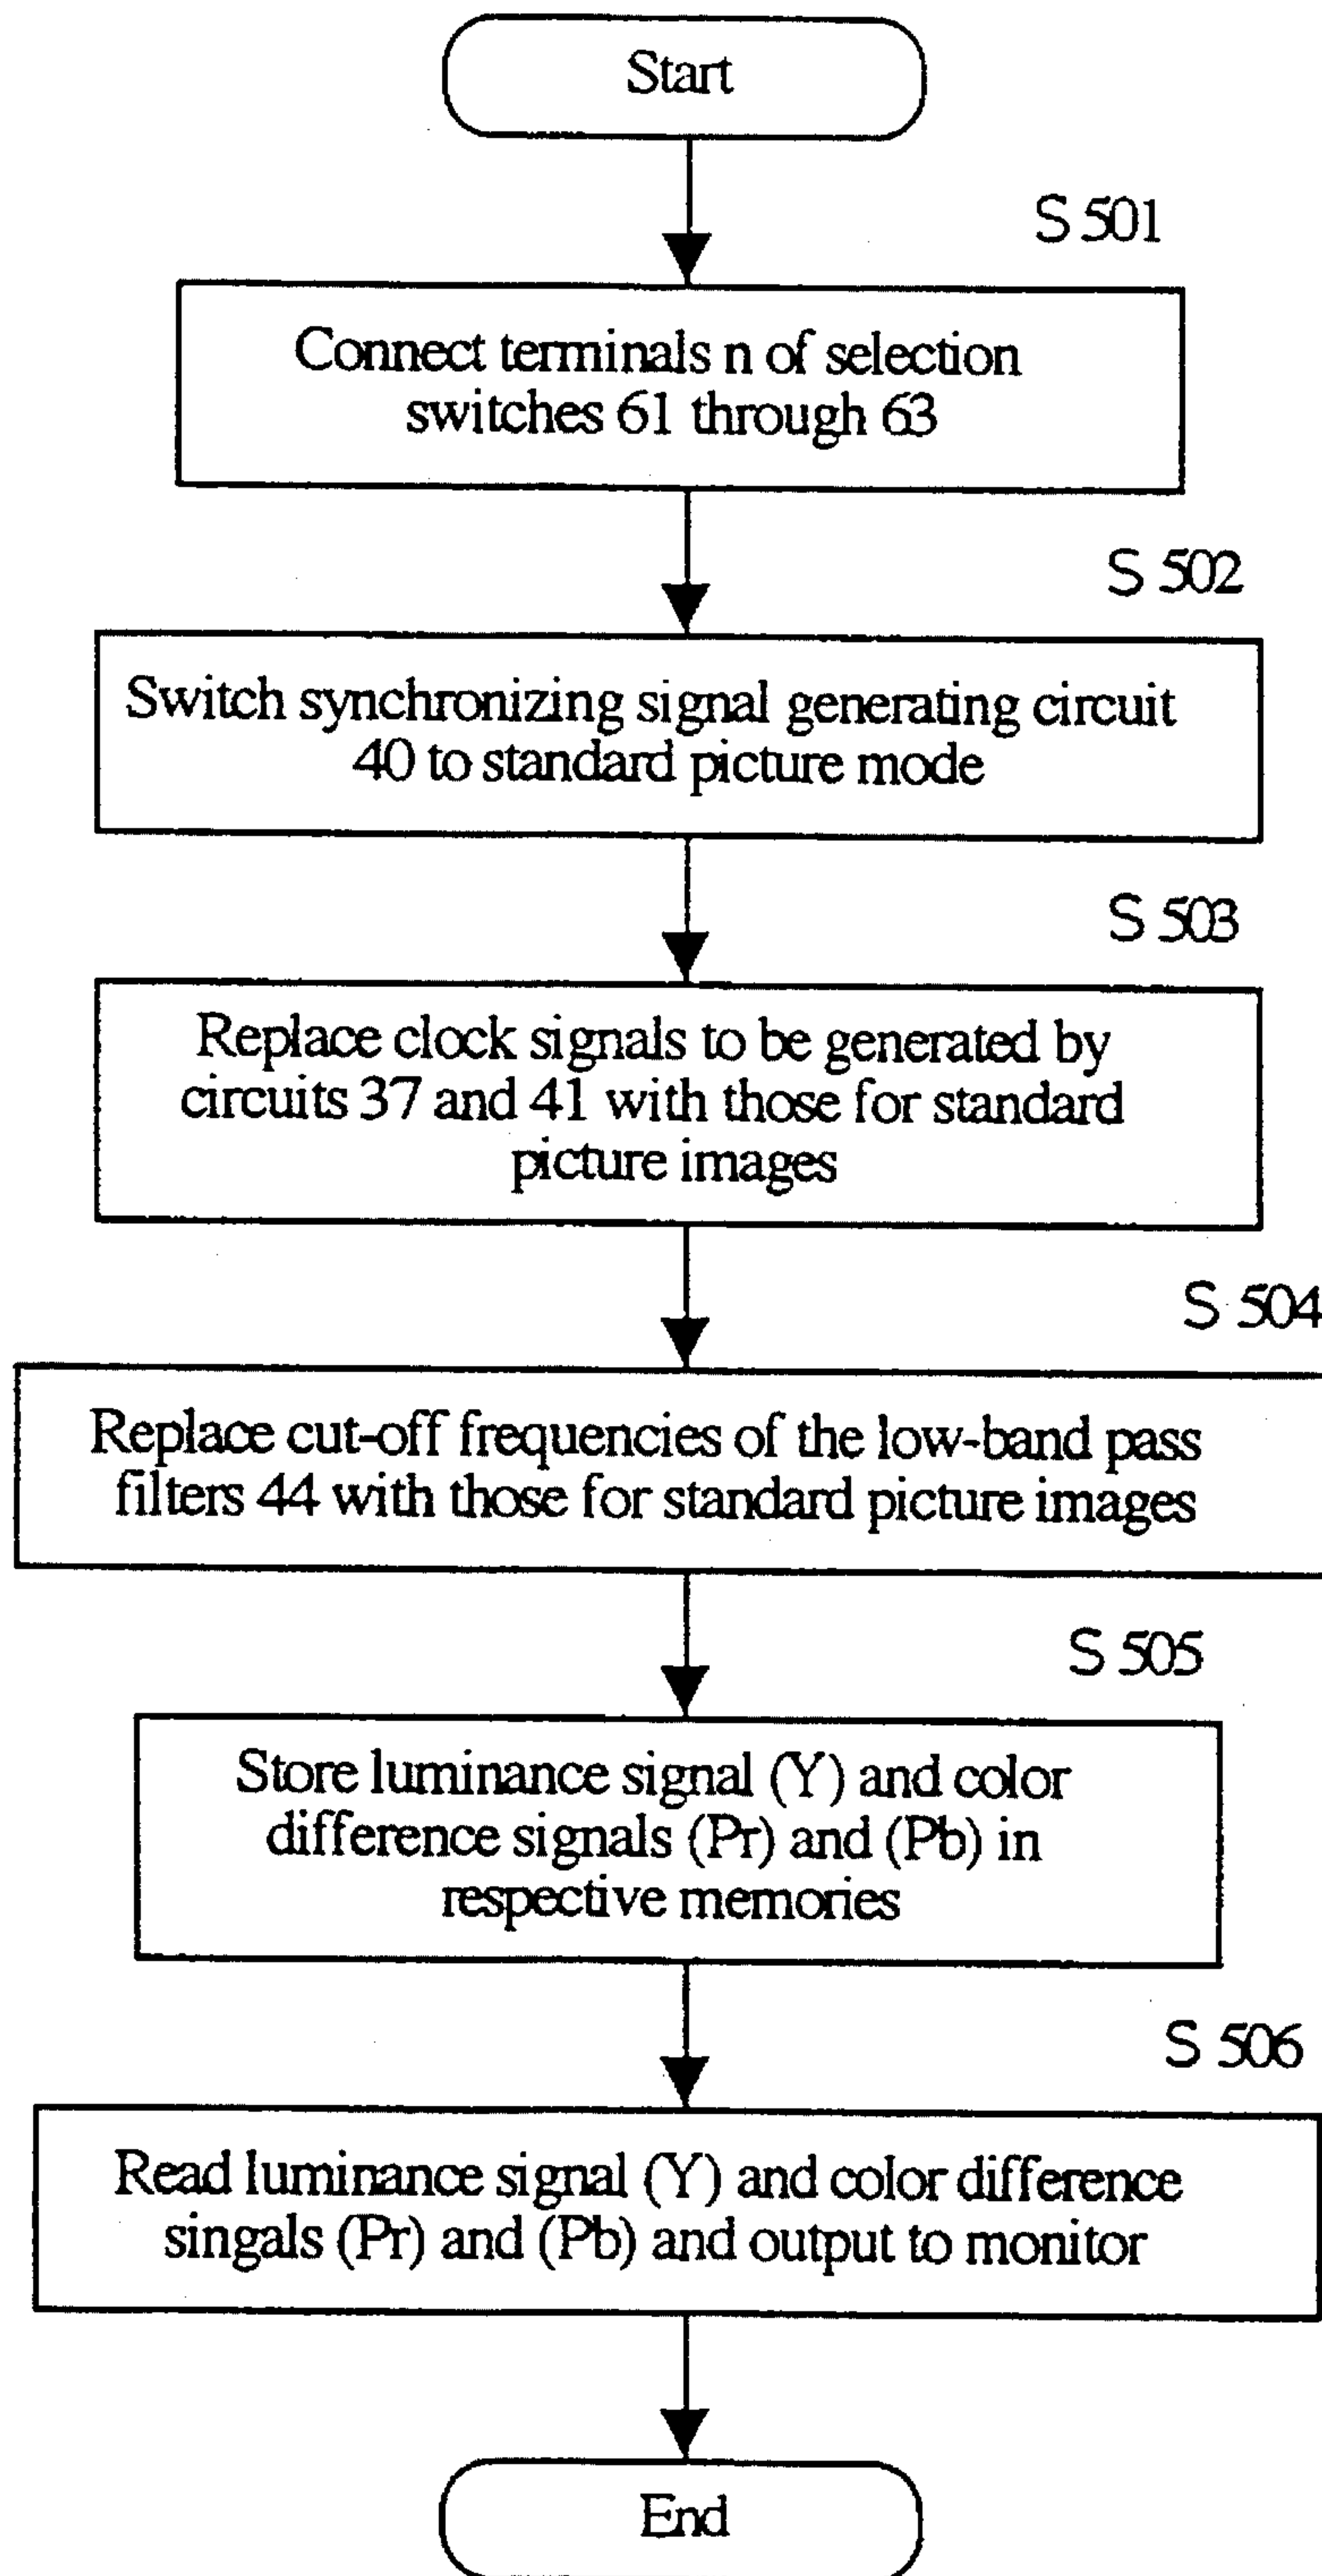 Start
S 501
Connect terminals n of selection
switches 61 through 63
S 502
Switch synchronizing signal generating circuit
40 to standard picture mode
S 503
Replace clock signals to be generated by
circuits 37 and 41 with those for standard
picture images
S 504
Replace cut-off frequencies of the low-band pass
filters 44 with those for standard picture images
S 505
Store luminance signal (Y) and color
difference signals (Pr) and (Pb) in
respective memories
S 506
Read luminance signal (Y) and color difference
singals (Pr) and (Pb) and output to monitor
End